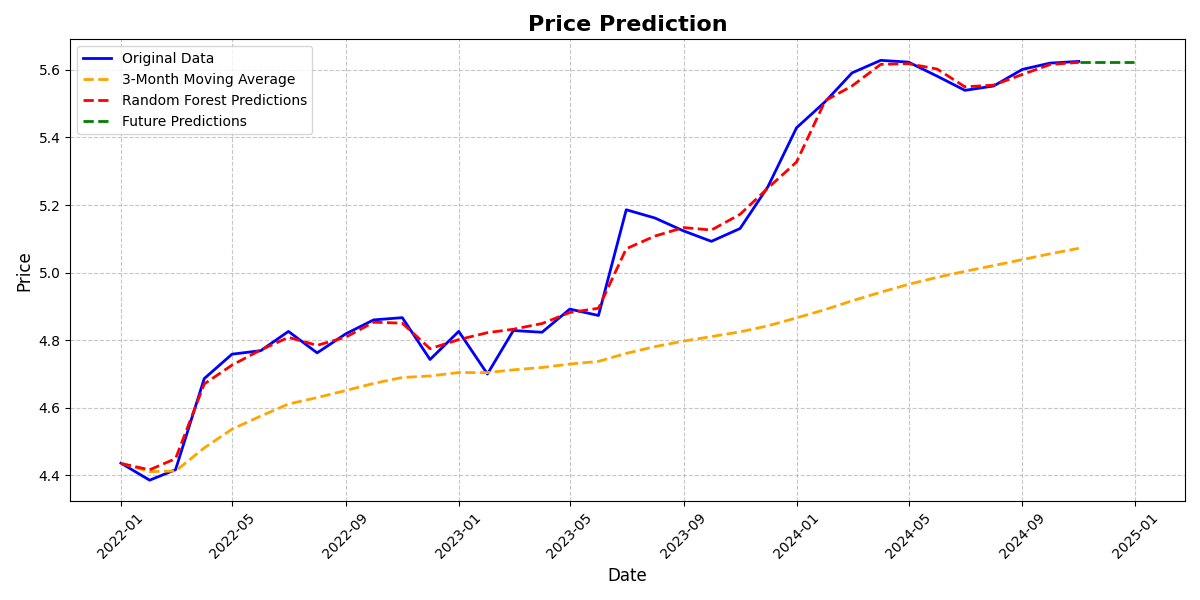 Price Prediction
Original Data
3-Month Moving Average
Random Forest Predictions
Future Predictions
5.6
5.4
5.2
5.0
4.8
4.6
4.4
Price
2022-01
2022-05
2022-09
2023-01
2023-05
2023-09
2024-01
2024-05
2024-09
2025-01
Date